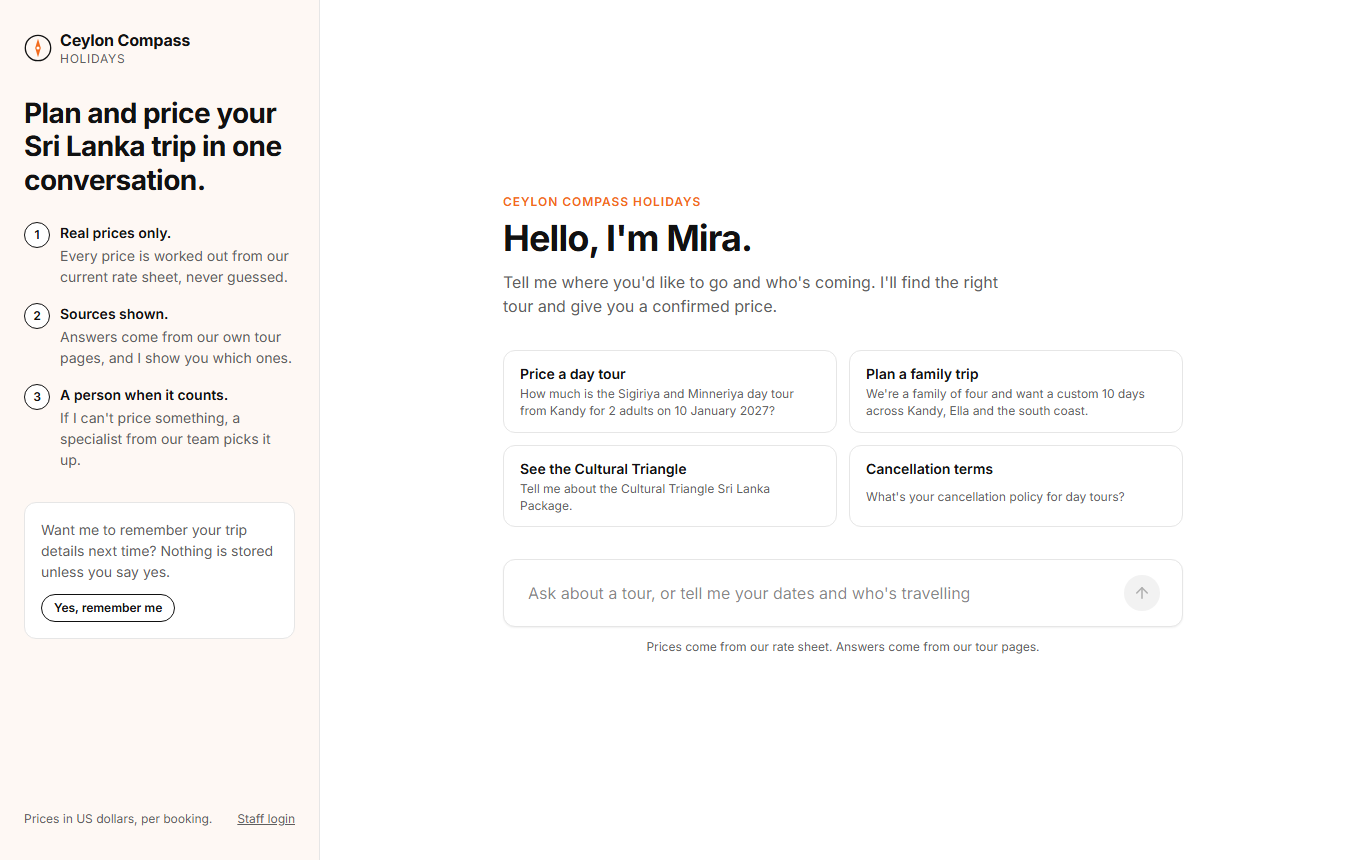 Ceylon Compass
HOLIDAYS
Plan and price your
Sri Lanka trip in one
conversation.
1
Real prices only.
Every price is worked out from our
current rate sheet, never guessed.
2
Sources shown.
Answers come from our own tour
pages, and I show you which ones.
3
A person when it counts.
If I can't price something, a
specialist from our team picks it
up.
Want me to remember your trip
details next time? Nothing is stored
unless you say yes.
Yes, remember me
Prices in US dollars, per booking.
Staff login
CEYLON COMPASS HOLIDAYS
Hello, I'm Mira.
Tell me where you'd like to go and who's coming. I'll find the right
tour and give you a confirmed price.
Price a day tour
How much is the Sigiriya and Minneriya day tour
from Kandy for 2 adults on 10 January 2027?
Plan a family trip
We're a family of four and want a custom 10 days
across Kandy, Ella and the south coast.
See the Cultural Triangle
Tell me about the Cultural Triangle Sri Lanka
Package.
Cancellation terms
What's your cancellation policy for day tours?
Ask about a tour, or tell me your dates and who's travelling
Prices come from our rate sheet. Answers come from our tour pages.